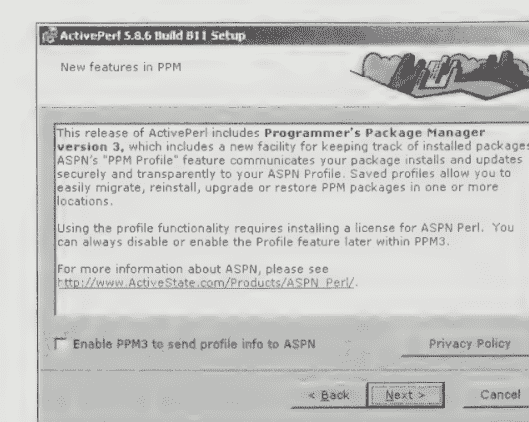 ActivePerl 5.8.6 Build 811 Setup
New features in PPM
This release of ActivePerl includes Programmer's Package Manager
version 3, which includes a new facility for keeping track of installed packages
ASPN's "PPM Profile" feature communicates your package installs and updates
securely and transparently to your ASPN Profile. Saved profiles allow you to
easily migrate, reinstall, upgrade or restore PPM packages in one or more
locations.
Using the profile functionality requires installing a license for ASPN Perl. You
can always disable or enable the Profile feature later within PPM3.
For more information about ASPN, please see
http://www.ActiveState.com/Products/ASPN_Perl/.
Enable PPM3 to send profile info to ASPN
Privacy Policy
< Back
Next >
Cancel